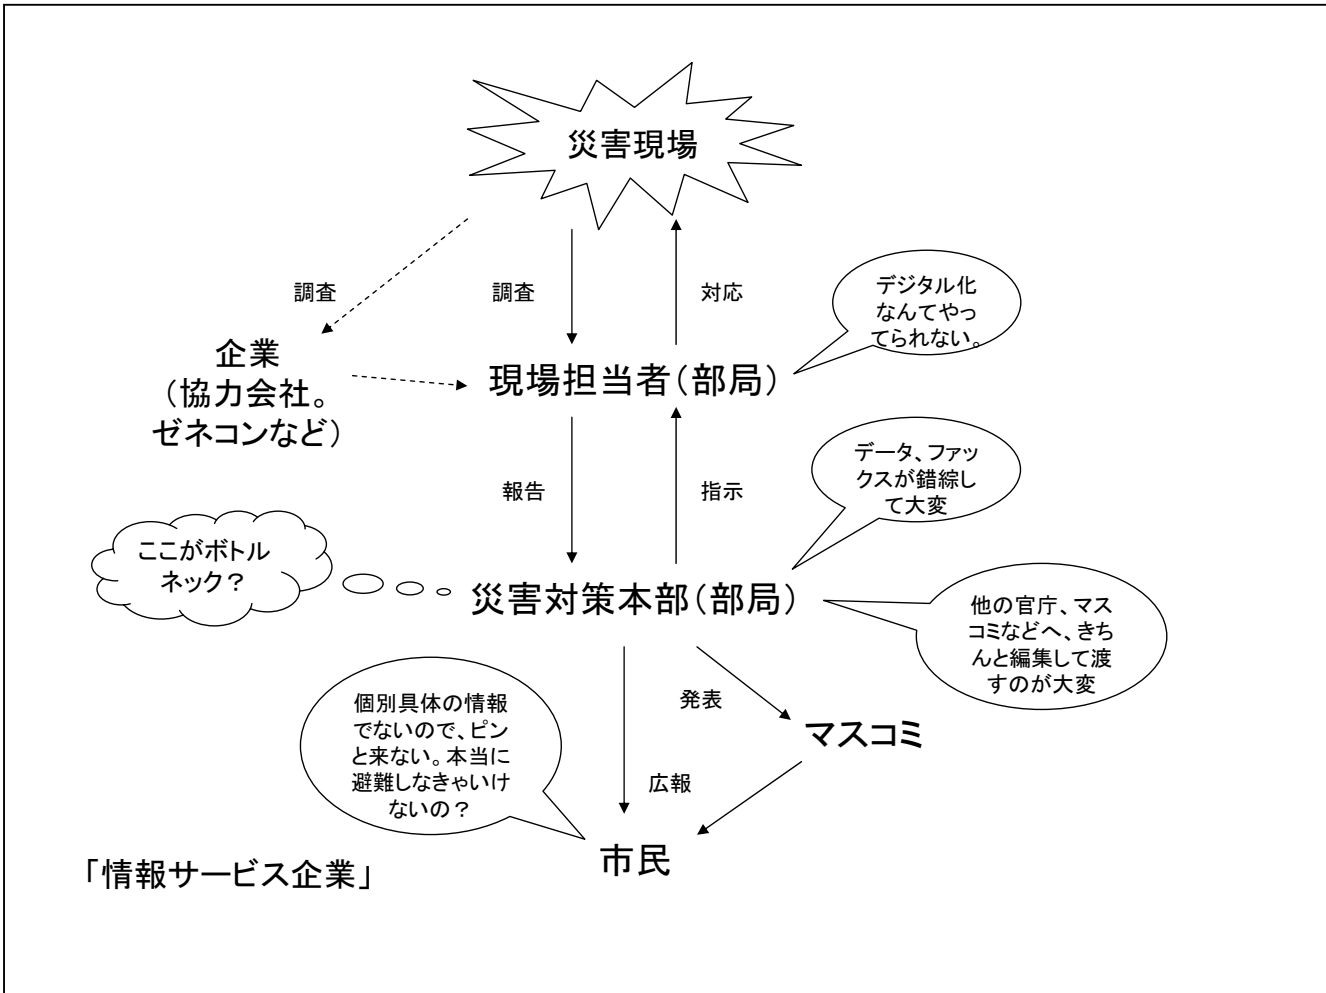 災害現場
調査
調査
対応
デジタル化
なんてやっ
てられない。
企業
（協力会社。
ゼネコンなど）
現場担当者（部局）
報告
指示
データ、ファッ
クスが錯綜し
て大変
ここがボトル
ネック？
災害対策本部（部局）
他の官庁、マス
コミなどへ、きち
んと編集して渡
すのが大変
個別具体の情報
でないので、ピン
と来ない。本当に
避難しなきゃいけ
ないの？
発表
マスコミ
広報
市民
「情報サービス企業」